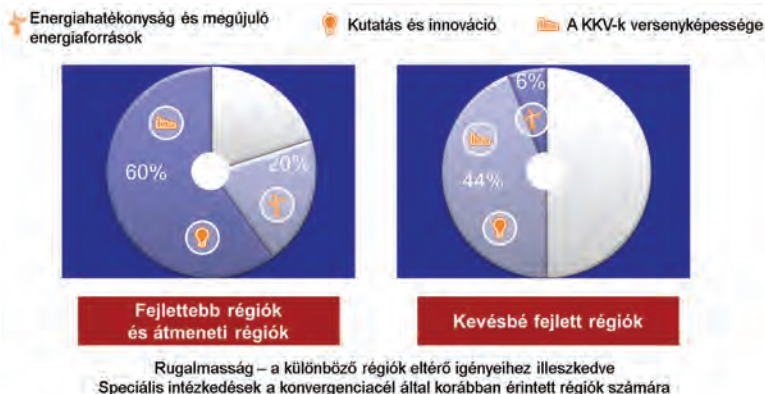 Energiahatékonyság és megújuló
energiaforrások
Kutatás és innováció
A KKV-k versenyképessége
60%
20%
6%
44%
Fejlettebb régiók
és átmeneti régiók
Kevésbé fejlett régiók
Rugalmasság – a különböző régiók eltérő igényeihez illeszkedve
Speciális intézkedések a konvergenciacél által korábban érintett régiók számára